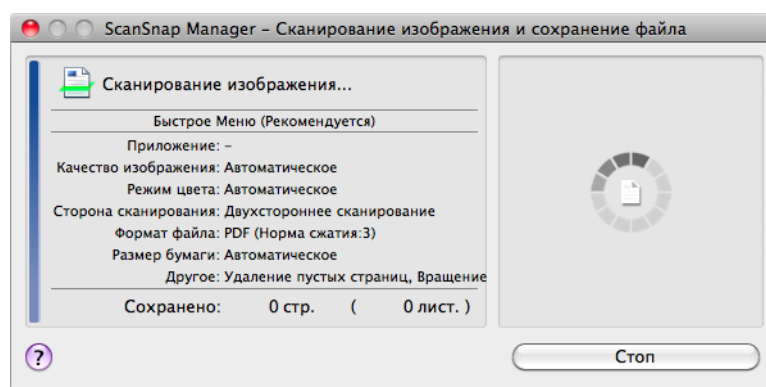 ScanSnap Manager – Сканирование изображения и сохранение файла
Сканирование изображения...
Быстрое Меню (Рекомендуется)
Приложение: –
Качество изображения: Автоматическое
Режим цвета: Автоматическое
Сторона сканирования: Двухстороннее сканирование
Формат файла: PDF (Норма сжатия:3)
Размер бумаги: Автоматическое
Другое: Удаление пустых страниц, Вращение
Сохранено: 0 стр. ( 0 лист. )
? Стоп